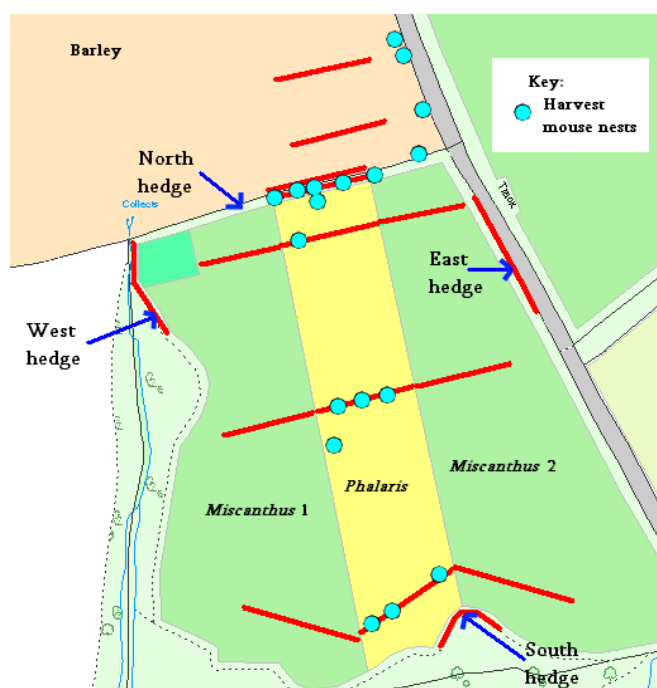 Barley
Key:
Harvest
mouse nests
North
hedge
Collects
Track
East
hedge
West
hedge
Miscanthus 2
Phalaris
Miscanthus 1
South
hedge